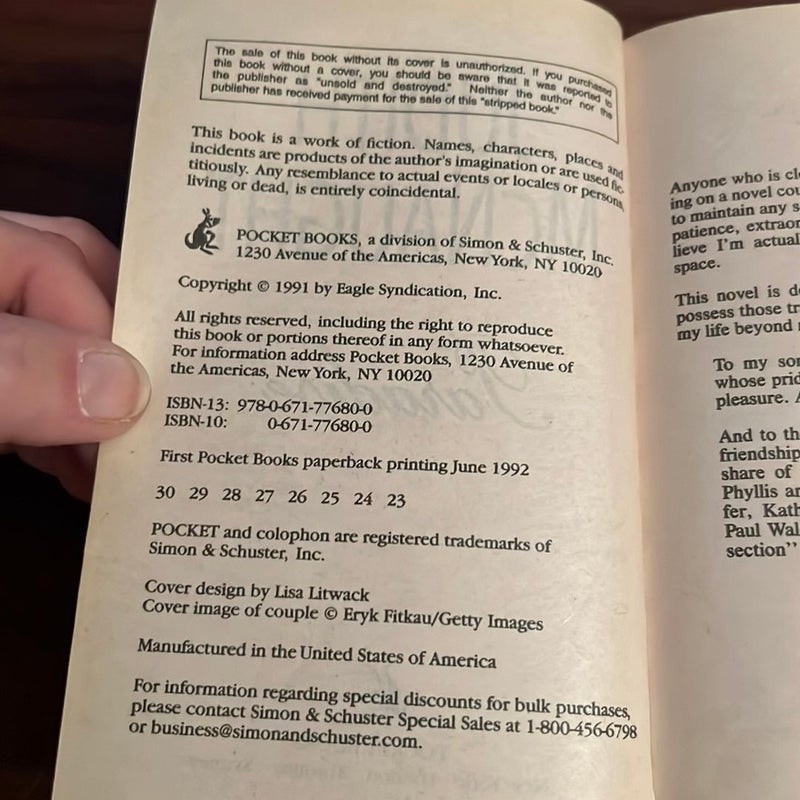 The sale of this book without its cover is unauthorized. If you purchased
this book without a cover, you should be aware that it was reported to
the publisher as "unsold and destroyed." Neither the author nor the
publisher has received payment for the sale of this "stripped book."
This book is a work of fiction. Names, characters, places and
incidents are products of the author's imagination or are used fic-
titiously. Any resemblance to actual events or locales or persons,
living or dead, is entirely coincidental.
POCKET BOOKS, a division of Simon & Schuster, Inc.
1230 Avenue of the Americas, New York, NY 10020
Copyright © 1991 by Eagle Syndication, Inc.
All rights reserved, including the right to reproduce
this book or portions thereof in any form whatsoever.
For information address Pocket Books, 1230 Avenue of
the Americas, New York, NY 10020
ISBN-13: 978-0-671-77680-0
ISBN-10: 0-671-77680-0
First Pocket Books paperback printing June 1992
30 29 28 27 26 25 24 23
POCKET and colophon are registered trademarks of
Simon & Schuster, Inc.
Cover design by Lisa Litwack
Cover image of couple © Eryk Fitkau/Getty Images
Manufactured in the United States of America
For information regarding special discounts for bulk purchases,
please contact Simon & Schuster Special Sales at 1-800-456-6798
or business@simonandschuster.com.
Anyone who is cl
ing on a novel cou
to maintain any s
patience, extraor
lieve I'm actual
space.
This novel is d
possess those tr
my life beyond
To my so
whose prid
pleasure. A
And to th
friendship
share of
Phyllis a
fer, Kath
Paul Wal
section"